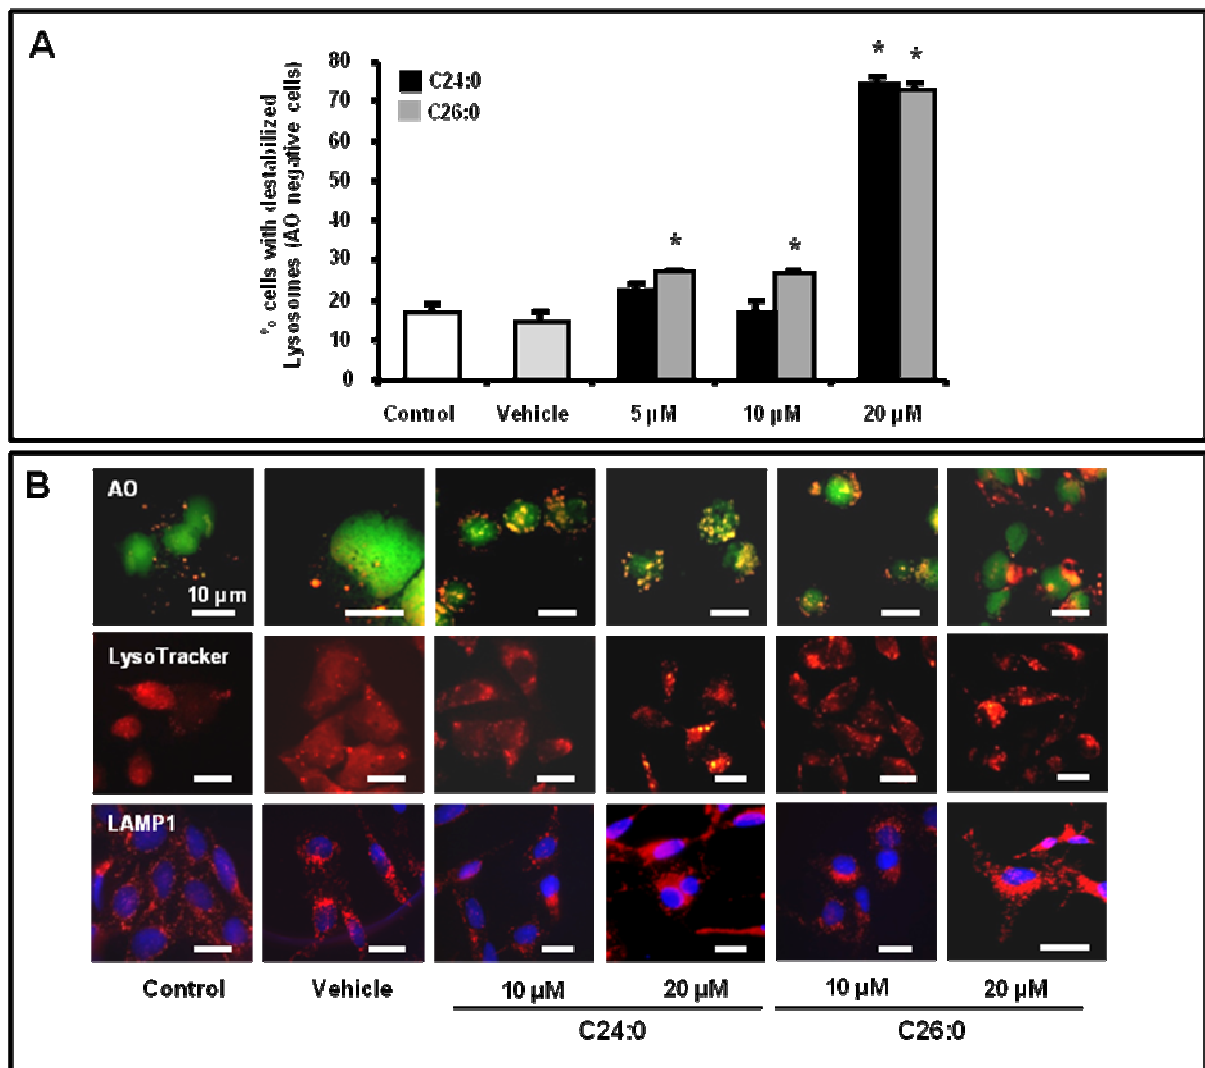 A
80
70
60
50
40
30
20
10
0
% cells with destabilized
Lysosomes (AO negative cells)
C24:0
C26:0
* *
*
*
Control Vehicle 5 µM 10 µM 20 µM
B
AO
10 µm
LysoTracker
LAMP1
Control Vehicle 10 µM 20 µM 10 µM 20 µM
C24:0 C26:0